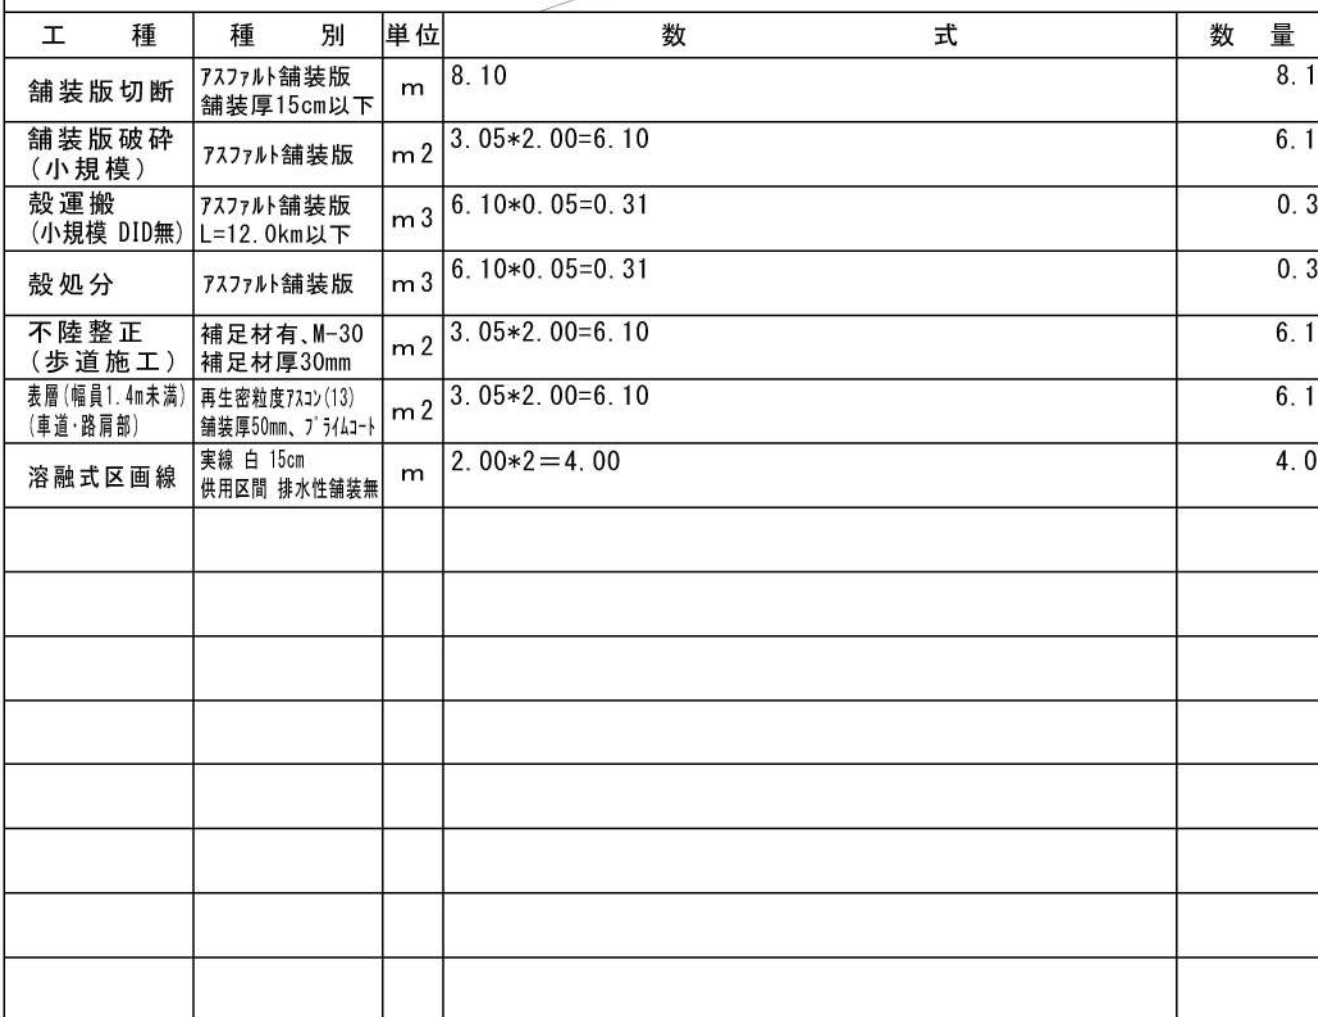 工種 種別 単位 数式 数量
舗装版切断 ｱｽﾌｧﾙﾄ舗装版 m 8.10 8.1
舗装厚15cm以下
舗装版破砕 ｱｽﾌｧﾙﾄ舗装版 m2 3.05*2.00=6.10 6.1
(小規模)
殻運搬 ｱｽﾌｧﾙﾄ舗装版 m3 6.10*0.05=0.31 0.3
(小規模 DID無) L=12.0km以下
殻処分 ｱｽﾌｧﾙﾄ舗装版 m3 6.10*0.05=0.31 0.3
不陸整正 補足材有､M-30 m2 3.05*2.00=6.10 6.1
(歩道施工) 補足材厚30mm
表層(幅員1.4m未満) 再生密粒度ｱｽｺﾝ(13) m2 3.05*2.00=6.10 6.1
(車道･路肩部) 舗装厚50mm、ﾌﾟﾗｲﾑｺｰﾄ
溶融式区画線 実線 白 15cm m 2.00*2＝4.00 4.0
供用区間 排水性舗装無